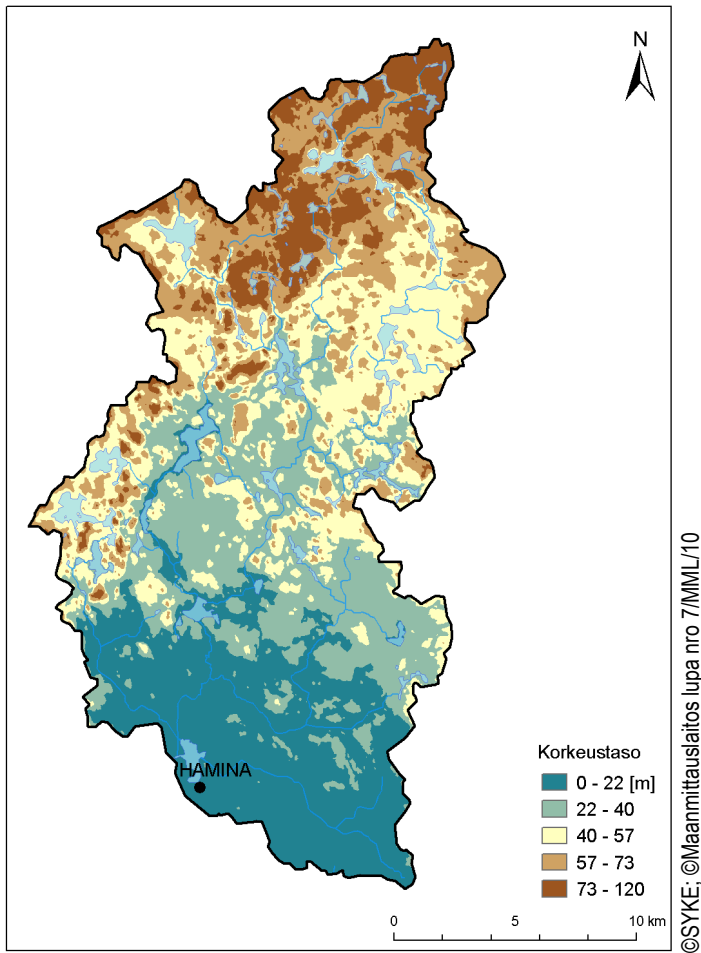 N
HAMINA
Korkeustaso
0 - 22 [m]
22 - 40
40 - 57
57 - 73
73 - 120
0 5 10 km
©SYKE; ©Maanmittauslaitos lupa nro 7/MML/10